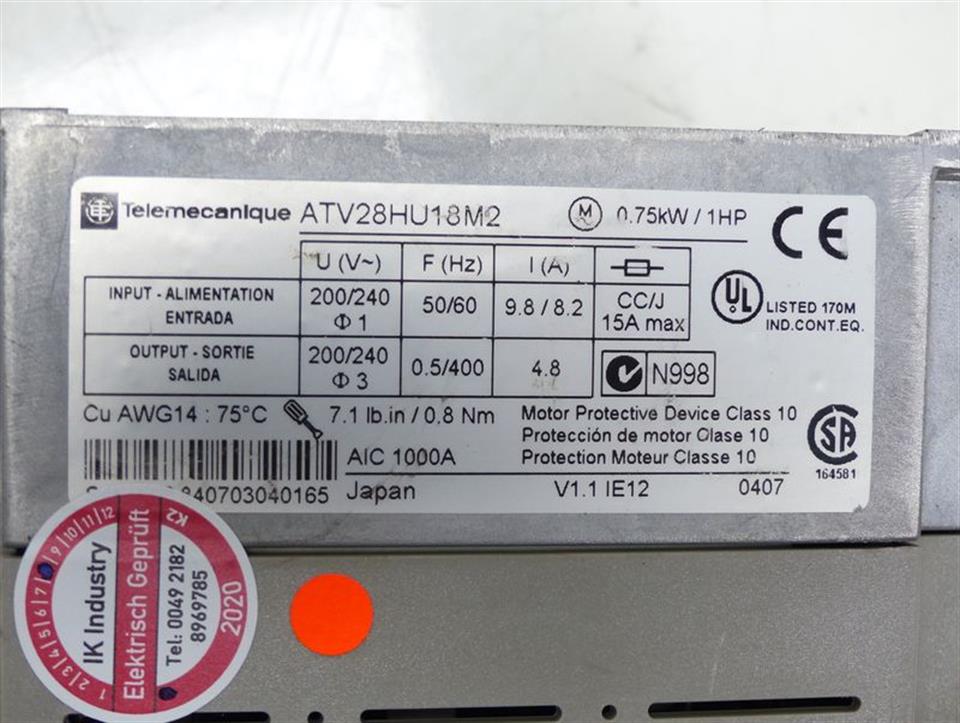 Telemecanique ATV28HU18M2 M 0.75kW / 1HP CE
U (V~) F (Hz) I (A)
INPUT - ALIMENTATION ENTRADA 200/240 Φ 1 50/60 9.8 / 8.2 CC/J 15A max
OUTPUT - SORTIE SALIDA 200/240 Φ 3 0.5/400 4.8 N998
UL LISTED 170M
IND.CONT.EQ.
Cu AWG14 : 75°C 7.1 lb.in / 0,8 Nm
Motor Protective Device Class 10
Protección de motor Clase 10
Protection Moteur Classe 10
SA
164581
AIC 1000A
840703040165 Japan V1.1 IE12 0407
IK Industry
Elektrisch Geprüft
Tel: 0049 2182
8969785
2020
KZ
1 2 3 4 5 6 7 9 10 11 12